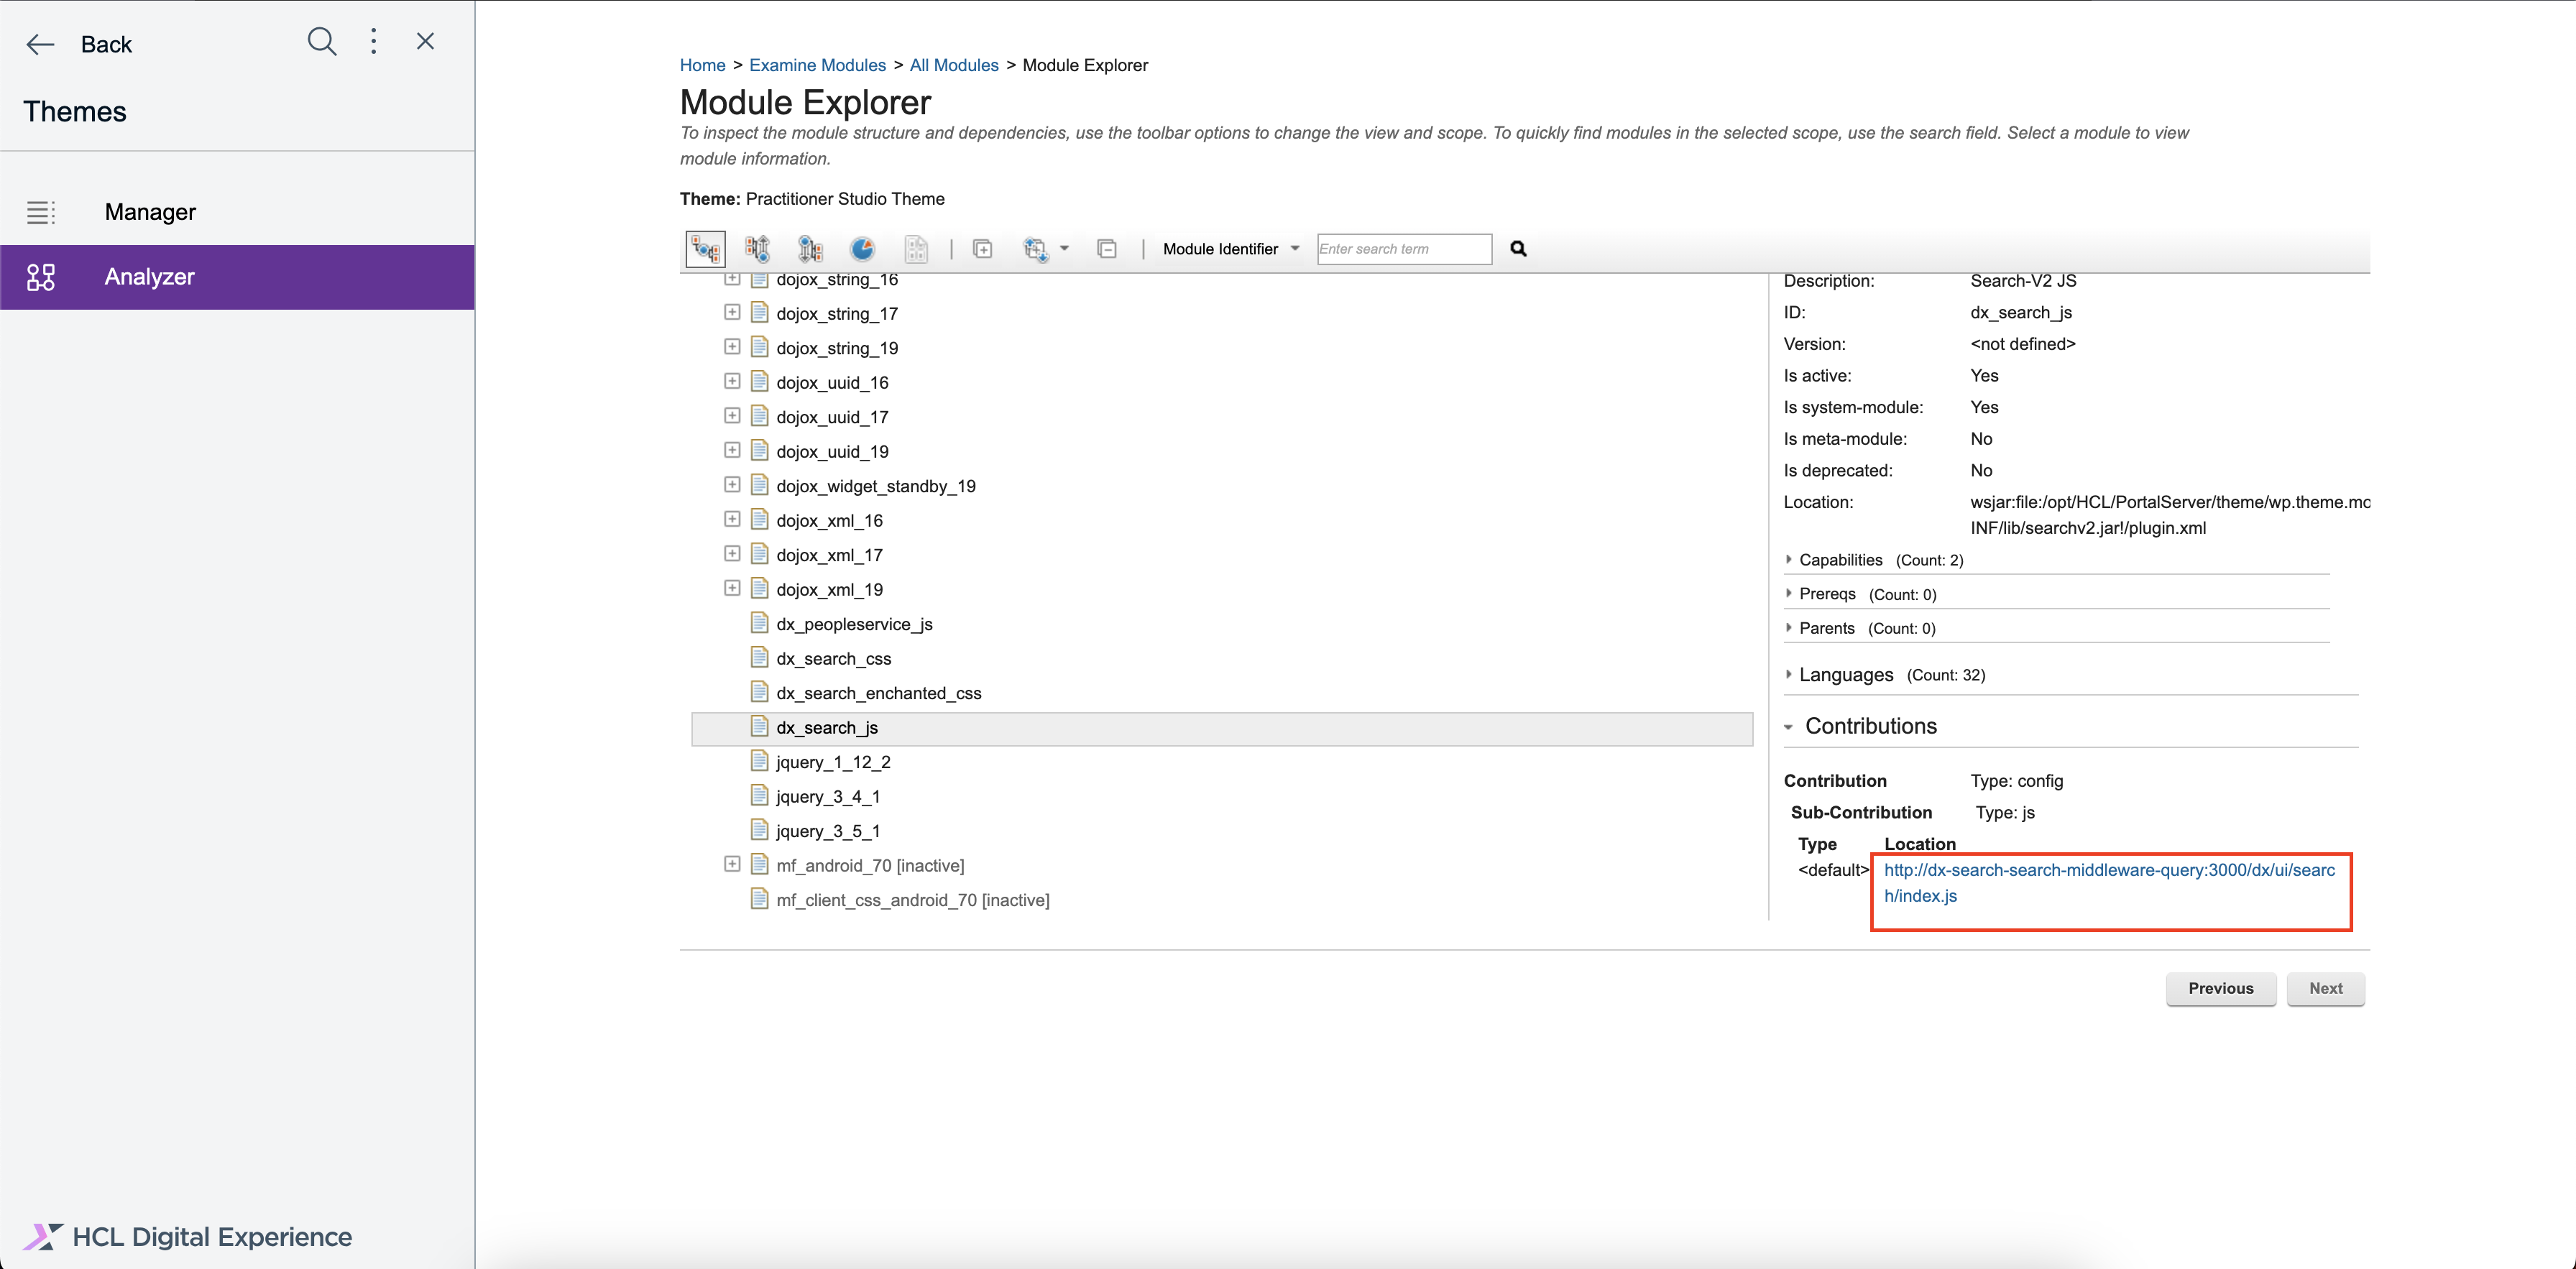 Back
Themes
Manager
Analyzer
HCL Digital Experience
Home > Examine Modules > All Modules > Module Explorer
Module Explorer
To inspect the module structure and dependencies, use the toolbar options to change the view and scope. To quickly find modules in the selected scope, use the search field. Select a module to view
module information.
Theme: Practitioner Studio Theme
Module Identifier
Enter search term
dojox_string_16
dojox_string_17
dojox_string_19
dojox_uuid_16
dojox_uuid_17
dojox_uuid_19
dojox_widget_standby_19
dojox_xml_16
dojox_xml_17
dojox_xml_19
dx_peopleservice_js
dx_search_css
dx_search_enchanted_css
dx_search_js
jquery_1_12_2
jquery_3_4_1
jquery_3_5_1
mf_android_70 [inactive]
mf_client_css_android_70 [inactive]
Description: Search-V2 JS
ID: dx_search_js
Version: <not defined>
Is active: Yes
Is system-module: Yes
Is meta-module: No
Is deprecated: No
Location: wsjar:file:/opt/HCL/PortalServer/theme/wp.theme.mo
INF/lib/searchv2.jar!/plugin.xml
Capabilities (Count: 2)
Prereqs (Count: 0)
Parents (Count: 0)
Languages (Count: 32)
Contributions
Contribution Type: config
Sub-Contribution Type: js
Type Location
<default> http://dx-search-search-middleware-query:3000/dx/ui/searc
h/index.js
Previous Next